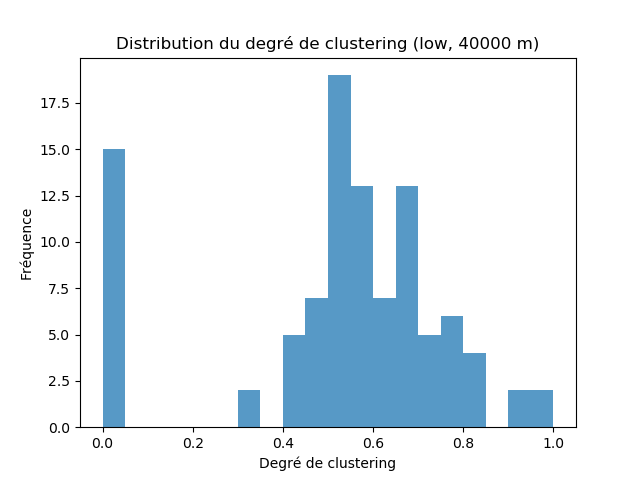 Distribution du degré de clustering (low, 40000 m)
Fréquence
17.5
15.0
12.5
10.0
7.5
5.0
2.5
0.0
0.0 0.2 0.4 0.6 0.8 1.0
Degré de clustering